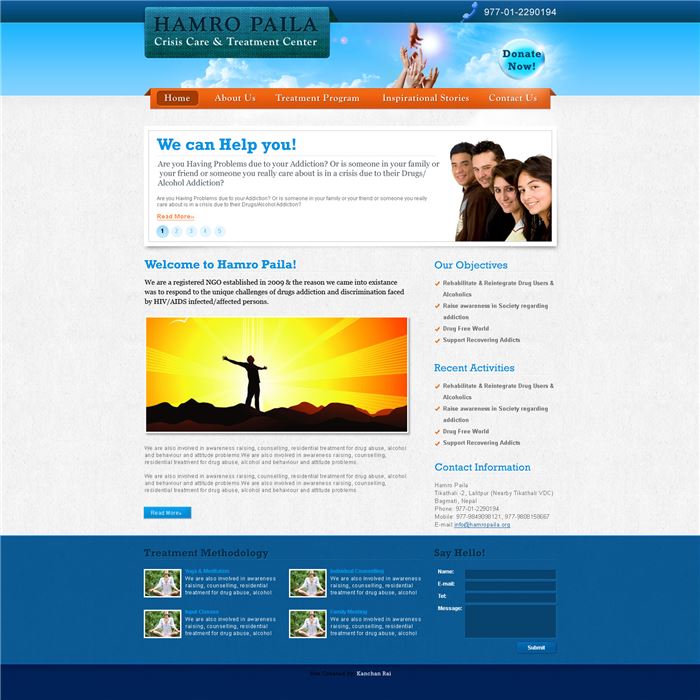 HAMRO PAILA
Crisis Care & Treatment Center
977-01-2290194
Donate
Now!
Home
About Us
Treatment Program
Inspirational Stories
Contact Us
We can Help you!
Are you Having Problems due to your Addiction? Or is someone in your family or
your friend or someone you really care about is in a crisis due to their Drugs/
Alcohol Addiction?
Are you Having Problems due to your Addiction? Or is someone in your family or your friend or someone you really
care about is in a crisis due to their Drugs/Alcohol Addiction?
Read More»
1 2 3 4 5
Welcome to Hamro Paila!
We are a registered NGO established in 2009 & the reason we came into existance
was to respond to the unique challenges of drugs addiction and discrimination faced
by HIV/AIDS infected/affected persons.
We are also involved in awareness raising, counselling, residential treatment for drug abuse, alcohol
and behaviour and attitude problems.We are also involved in awareness raising, counselling,
residential treatment for drug abuse, alcohol and behaviour and attitude problems.
We are also involved in awareness raising, counselling, residential treatment for drug abuse, alcohol
and behaviour and attitude problems.We are also involved in awareness raising, counselling,
residential treatment for drug abuse, alcohol and behaviour and attitude problems.
Read More»
Our Objectives
Rehabilitate & Reintegrate Drug Users &
Alcoholics
Raise awareness in Society regarding
addiction
Drug Free World
Support Recovering Addicts
Recent Activities
Rehabilitate & Reintegrate Drug Users &
Alcoholics
Raise awareness in Society regarding
addiction
Drug Free World
Support Recovering Addicts
Contact Information
Hamro Paila
Tikathali -2, Lalitpur (Nearby Tikathali VDC)
Bagmati, Nepal
Phone: 977-01-2290194
Mobile: 977-9849098121, 977-9808158667
E-mail:info@hamropaila.org
Treatment Methodology
Yoga & Meditation
We are also involved in awareness
raising, counselling, residential
treatment for drug abuse, alcohol
Individual Counselling
We are also involved in awareness
raising, counselling, residential
treatment for drug abuse, alcohol
Input Classes
We are also involved in awareness
raising, counselling, residential
treatment for drug abuse, alcohol
Family Meeting
We are also involved in awareness
raising, counselling, residential
treatment for drug abuse, alcohol
Say Hello!
Name:
E-mail:
Tel:
Message:
Submit
Site Created by: Kanchan Rai